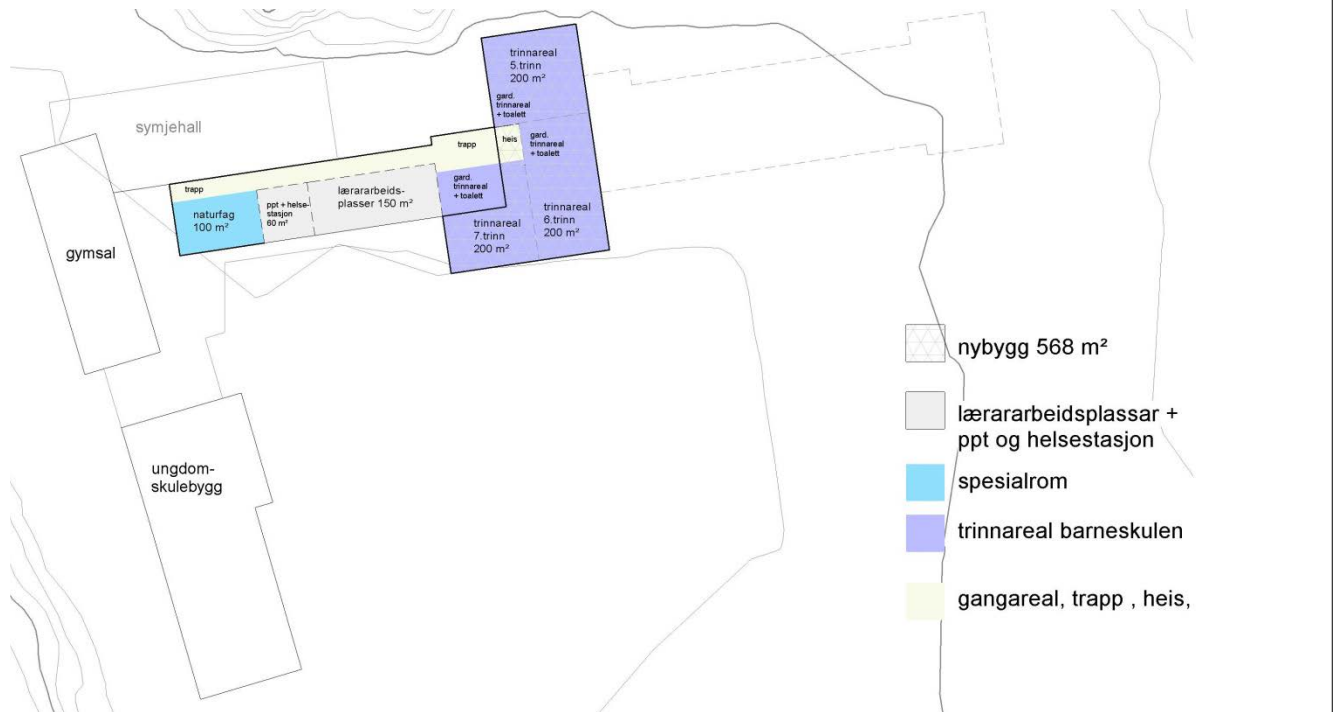 trinnareal
5.trinn
200 m²
gard.
trinnareal
+ toalett
symjehall
trapp
heis
gard.
trinnareal
+ toalett
trapp
naturfag
100 m²
ppt + helse-
stasjon
60 m²
lærararbeids-
plasser 150 m²
gard.
trinnareal
+ toalett
trinnareal
7.trinn
200 m²
trinnareal
6.trinn
200 m²
gymsal
ungdom-
skulebygg
nybygg 568 m²
lærararbeidsplassar +
ppt og helsestasjon
spesialrom
trinnareal barneskulen
gangareal, trapp , heis,